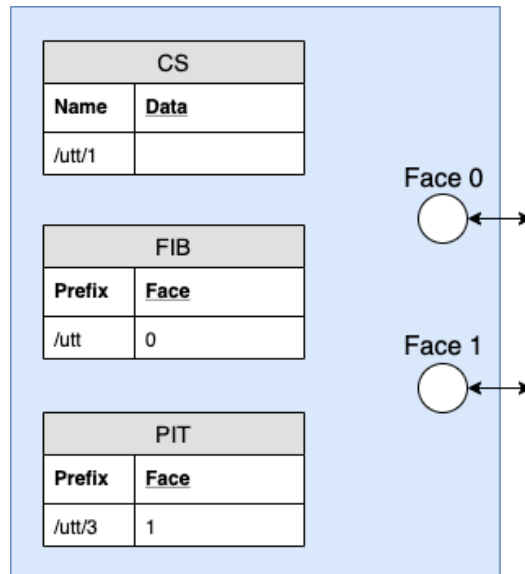 CS
Name Data
/utt/1
Face 0
FIB
Prefix Face
/utt 0
Face 1
PIT
Prefix Face
/utt/3 1